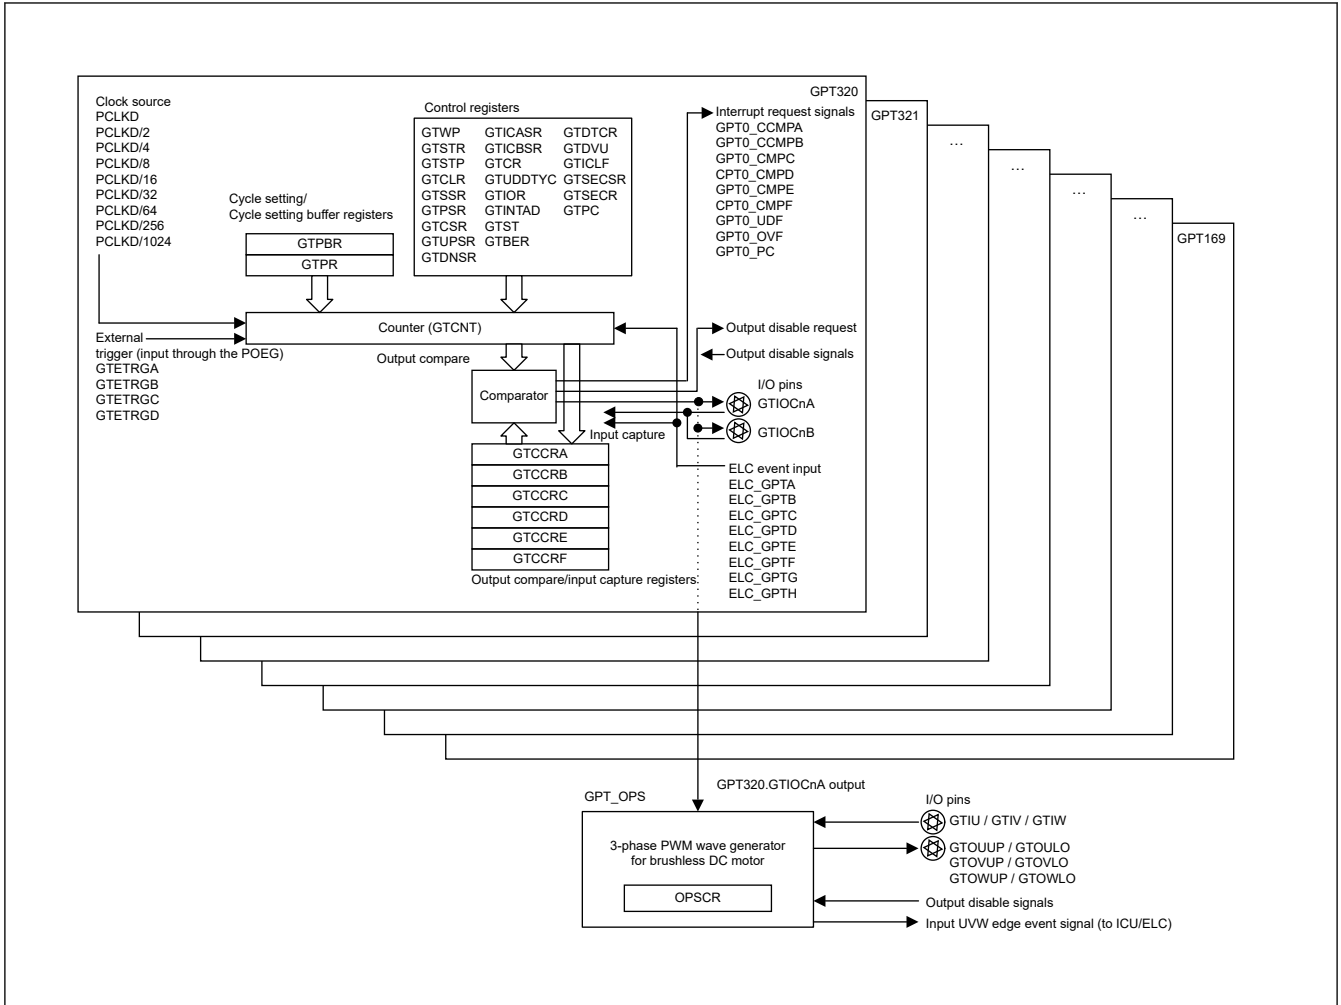 GPT320
GPT321
…
…
…
…
GPT169
Clock source
PCLKD
PCLKD/2
PCLKD/4
PCLKD/8
PCLKD/16
PCLKD/32
PCLKD/64
PCLKD/256
PCLKD/1024
Cycle setting/
Cycle setting buffer registers
GTPBR
GTPR
Control registers
GTWP GTICASR GTDTCR
GTSTR GTICBSR GTDVU
GTSTP GTCR GTICLF
GTCLR GTUDDTYC GTSECSR
GTSSR GTIOR GTSECR
GTPSR GTINTAD GTPC
GTCSR GTST
GTUPSR GTBER
GTDNSR
Interrupt request signals
GPT0_CCMPA
GPT0_CCMPB
GPT0_CMPC
CPT0_CMPD
GPT0_CMPE
CPT0_CMPF
GPT0_UDF
GPT0_OVF
GPT0_PC
Counter (GTCNT)
External
trigger (input through the POEG)
GTETRGA
GTETRGB
GTETRGC
GTETRGD
Output compare
Comparator
Output disable request
Output disable signals
I/O pins
GTIOCnA
GTIOCnB
Input capture
GTCCRA
GTCCRB
GTCCRC
GTCCRD
GTCCRE
GTCCRF
Output compare/input capture registers
ELC event input
ELC_GPTA
ELC_GPTB
ELC_GPTC
ELC_GPTD
ELC_GPTE
ELC_GPTF
ELC_GPTG
ELC_GPTH
GPT320.GTIOCnA output
GPT_OPS
3-phase PWM wave generator
for brushless DC motor
OPSCR
I/O pins
GTIU / GTIV / GTIW
GTOUUP / GTOULO
GTOVUP / GTOVLO
GTOWUP / GTOWLO
Output disable signals
Input UVW edge event signal (to ICU/ELC)